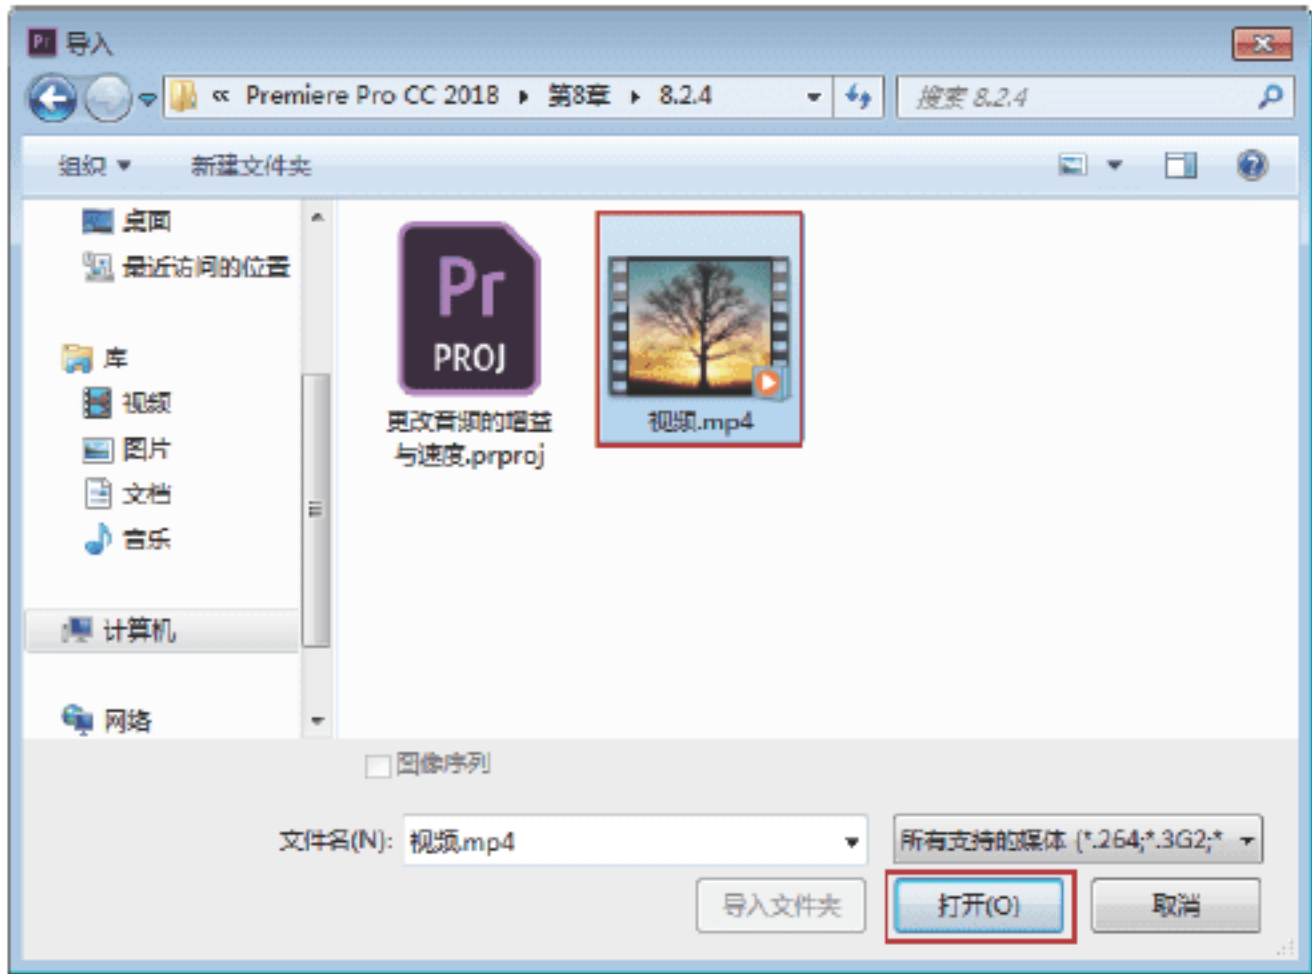 Pr 导入
« Premiere Pro CC 2018 ▸ 第8章 ▸ 8.2.4
搜索 8.2.4
组织
新建文件夹
桌面
最近访问的位置
库
视频
图片
文档
音乐
计算机
网络
Pr
PROJ
更改音频的增益
与速度.prproj
视频.mp4
图像序列
文件名(N): 视频.mp4
所有支持的媒体 (*.264;*.3G2;*
导入文件夹
打开(O)
取消